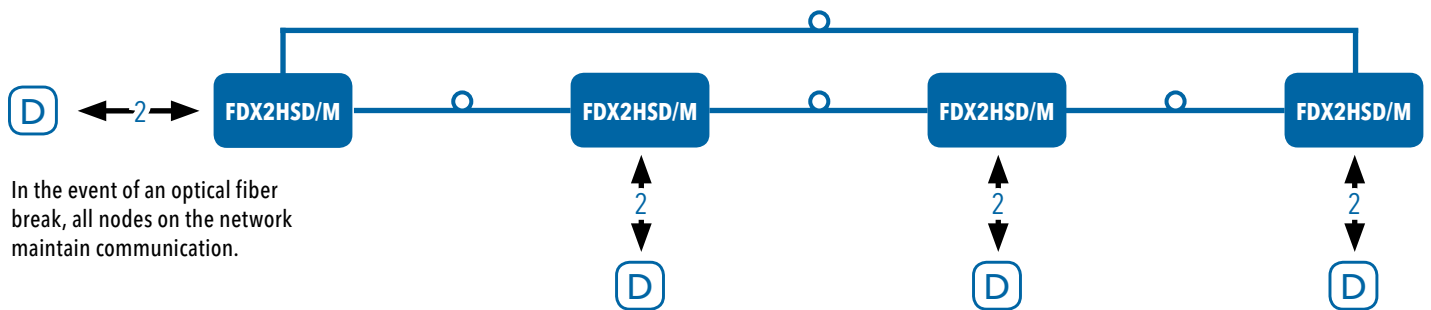 D
2
FDX2HSD/M
FDX2HSD/M
FDX2HSD/M
FDX2HSD/M
In the event of an optical fiber
break, all nodes on the network
maintain communication.
2
2
2
D
D
D